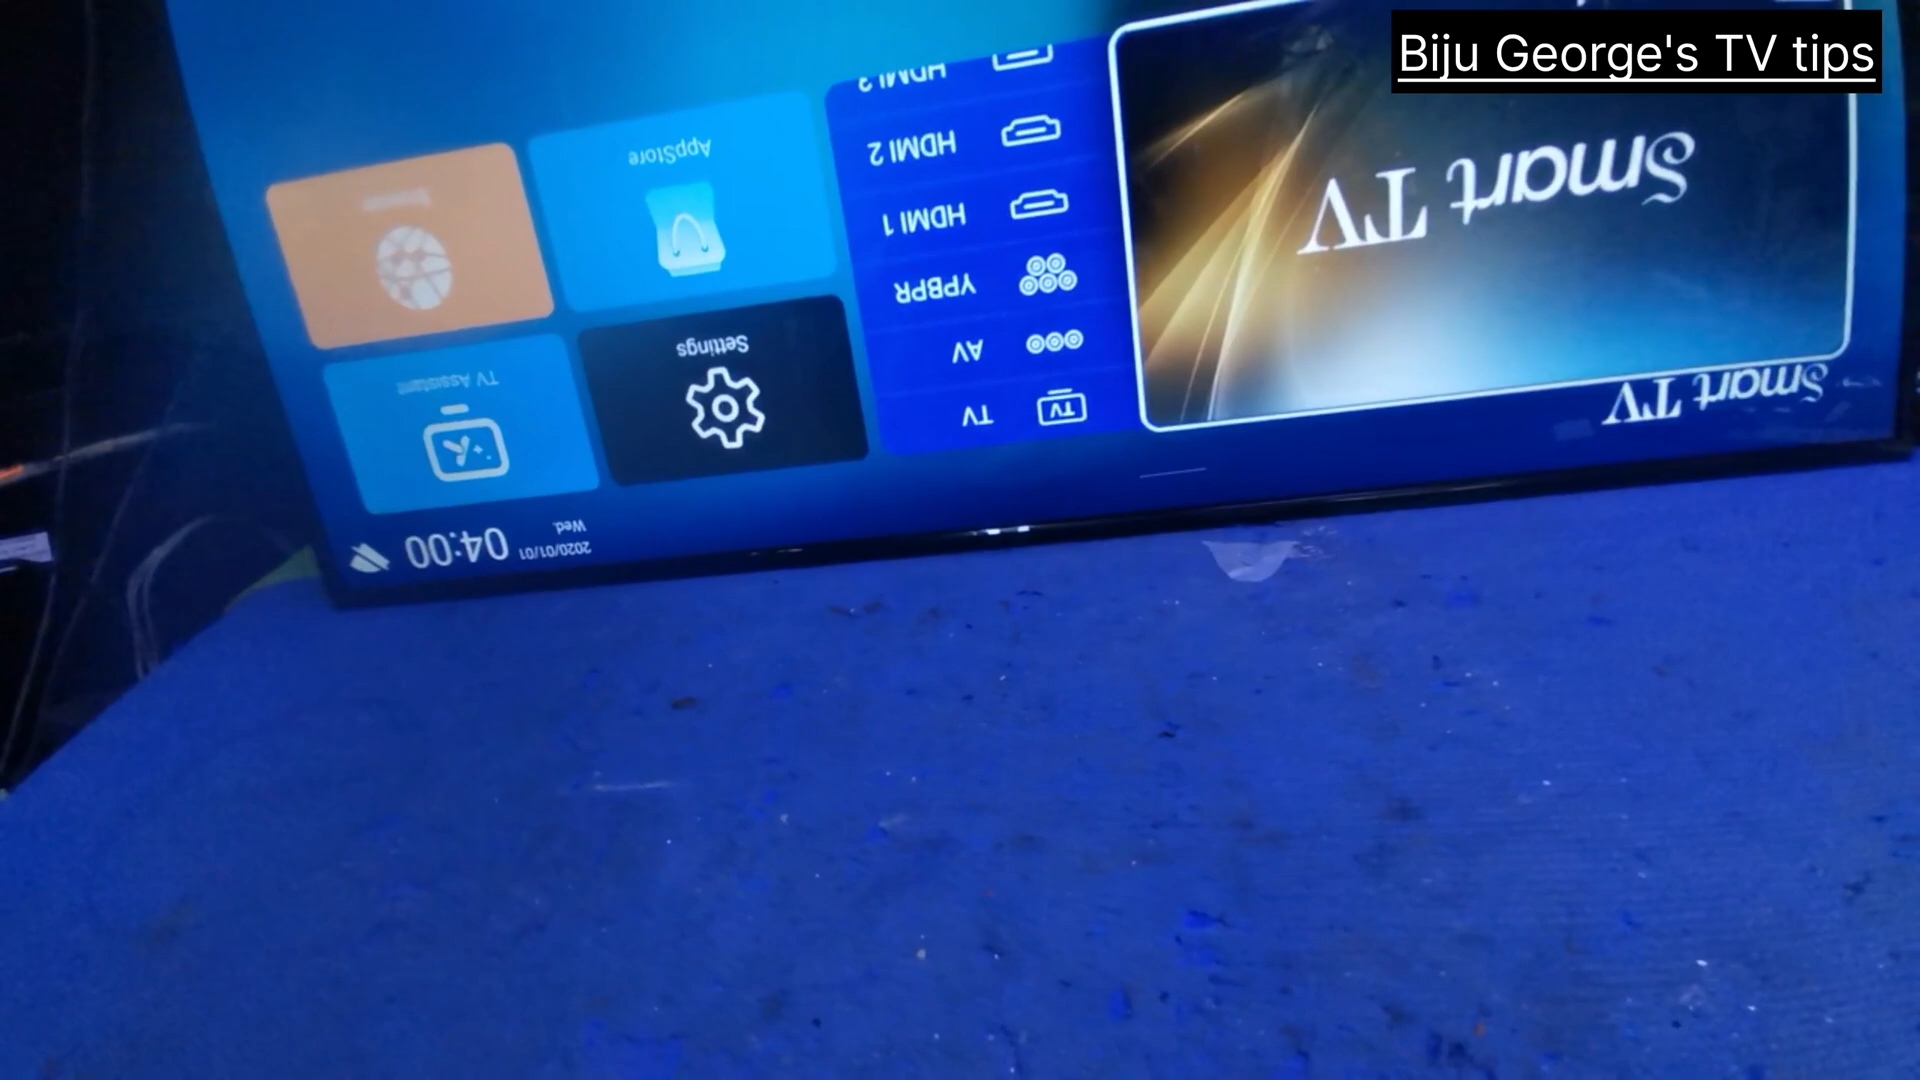 Biju George's TV tips
Smart TV
2020/01/01
Wed.
04:00
Smart TV
TV
AV
YPBPR
HDMI 1
HDMI 2
Settings
TV Assistant
AppStore